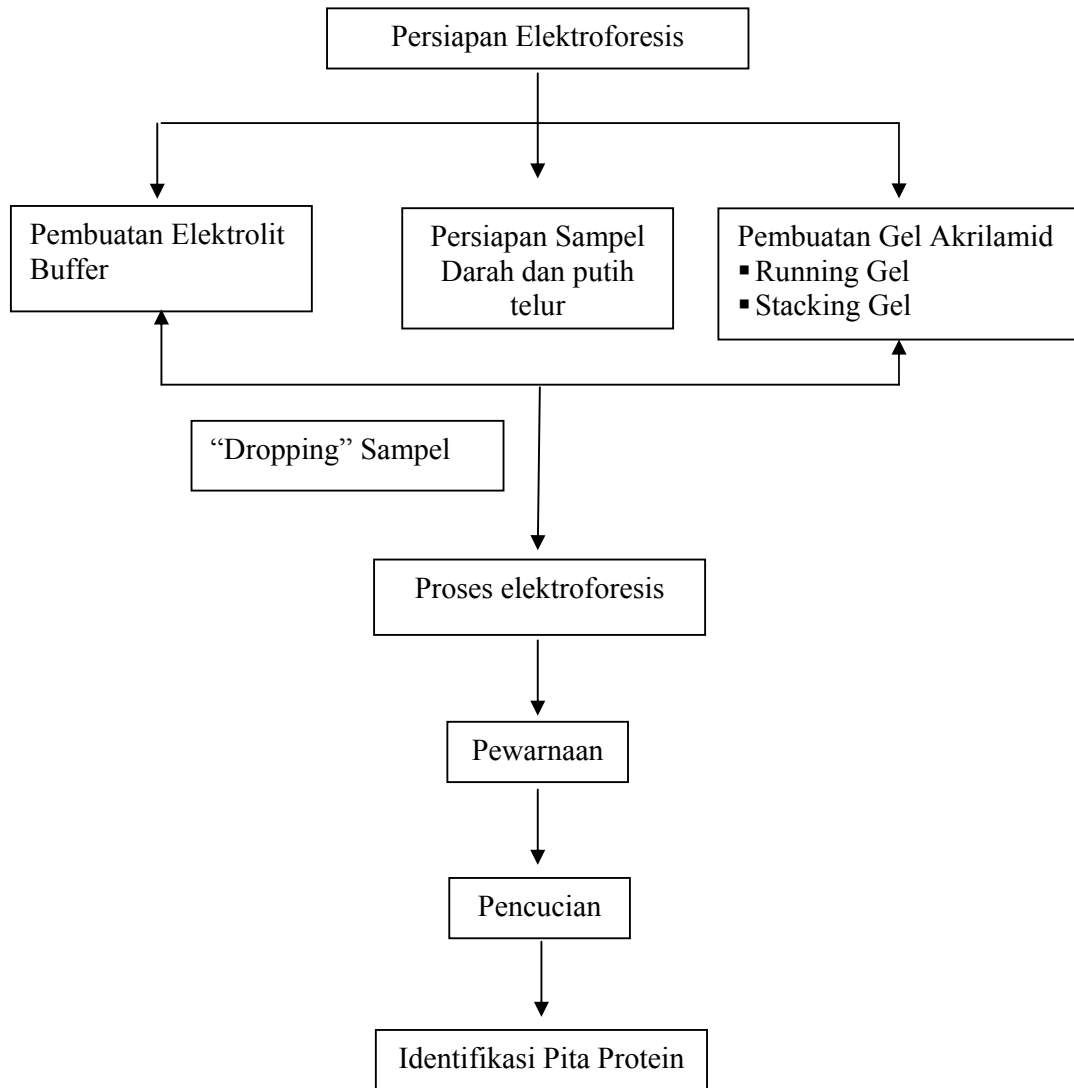 Persiapan Elektroforesis
Pembuatan Elektrolit
Buffer
Persiapan Sampel
Darah dan putih
telur
Pembuatan Gel Akrilamid
▪ Running Gel
▪ Stacking Gel
“Dropping” Sampel
Proses elektroforesis
Pewarnaan
Pencucian
Identifikasi Pita Protein